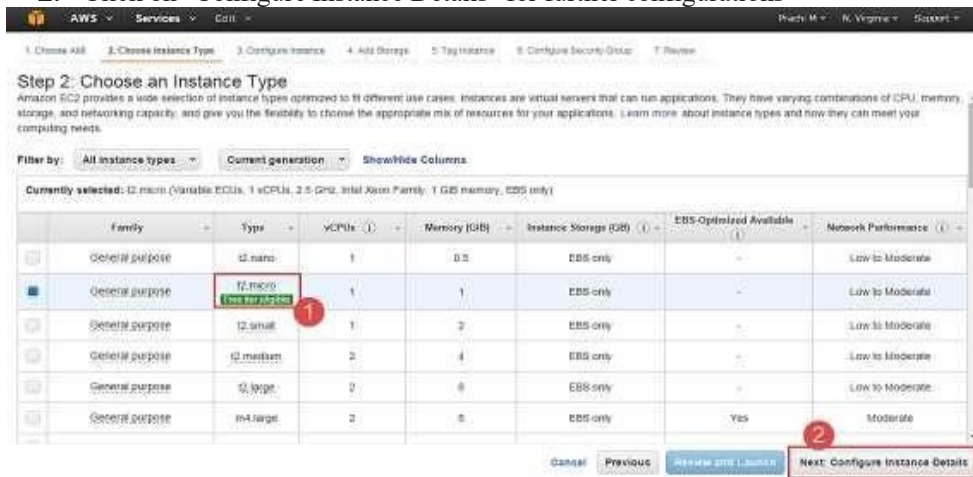 2. Click on "Configure Instance Details" for further configurations
AWS Services Edit Prachi M N. Virginia Support
1. Choose AMI 2. Choose Instance Type 3. Configure Instance 4. Add Storage 5. Tag Instance 6. Configure Security Group 7. Review
Step 2: Choose an Instance Type
Amazon EC2 provides a wide selection of instance types optimized to fit different use cases. Instances are virtual servers that can run applications. They have varying combinations of CPU, memory,
storage, and networking capacity, and give you the flexibility to choose the appropriate mix of resources for your applications. Learn more about instance types and how they can meet your
computing needs.
Filter by: All instance types Current generation Show/Hide Columns
Currently selected: t2.micro (Variable ECUs, 1 vCPUs, 2.5 GHz, Intel Xeon Family, 1 GiB memory, EBS only)
Family Type vCPUs Memory (GiB) Instance Storage (GB) EBS-Optimized Available Network Performance
General purpose t2.nano 1 0.5 EBS only - Low to Moderate
General purpose t2.micro 1 1 EBS only - Low to Moderate
Free tier eligible
1
General purpose t2.small 1 2 EBS only - Low to Moderate
General purpose t2.medium 2 4 EBS only - Low to Moderate
General purpose t2.large 2 8 EBS only - Low to Moderate
General purpose m4.large 2 8 EBS only Yes Moderate
2
Cancel Previous Review and Launch Next: Configure Instance Details